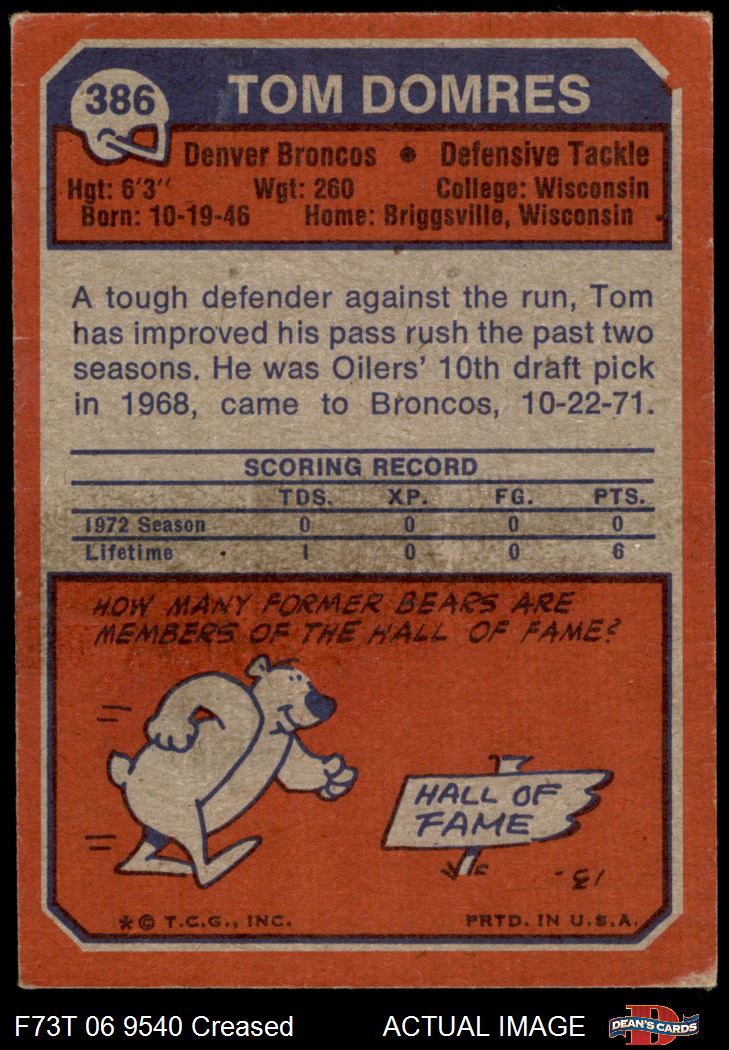 386
TOM DOMRES
Denver Broncos • Defensive Tackle
Hgt: 6'3" Wgt: 260 College: Wisconsin
Born: 10-19-46 Home: Briggsville, Wisconsin
A tough defender against the run, Tom
has improved his pass rush the past two
seasons. He was Oilers' 10th draft pick
in 1968, came to Broncos, 10-22-71.
SCORING RECORD
TDS. XP. FG. PTS.
1972 Season 0 0 0 0
Lifetime 1 0 0 6
HOW MANY FORMER BEARS ARE
MEMBERS OF THE HALL OF FAME?
HALL OF
FAME
13.
* © T.C.G., INC. PRTD. IN U.S.A.
F73T 06 9540 Creased ACTUAL IMAGE
D
DEAN'S CARDS